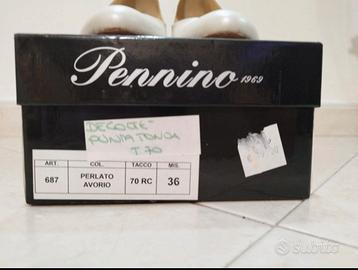 Pennino 1969
"DECOLTE"
PUNTA TONDA
T. 70
ART. COL. TACCO MIS.
687 PERLATO AVORIO 70 RC 36
Subito